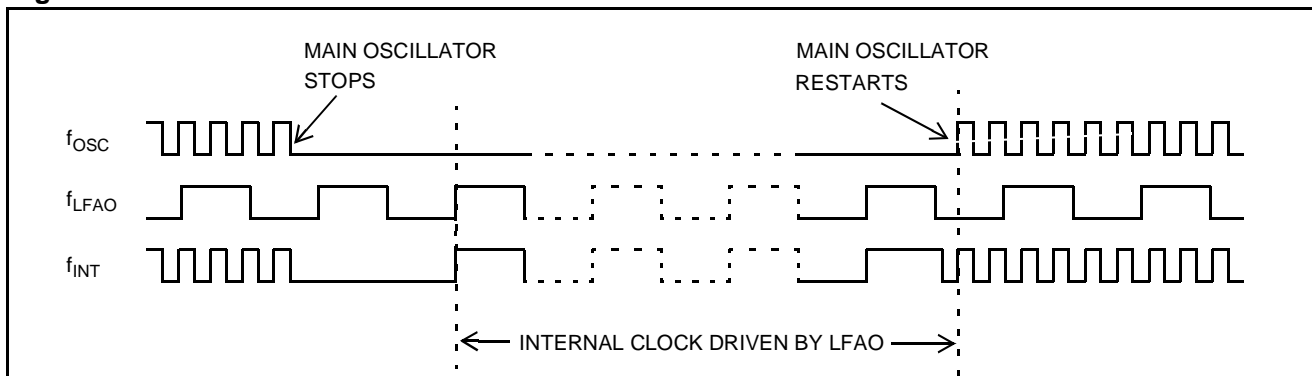 MAIN OSCILLATOR
STOPS
MAIN OSCILLATOR
RESTARTS
fOSC
fLFAO
fINT
INTERNAL CLOCK DRIVEN BY LFAO